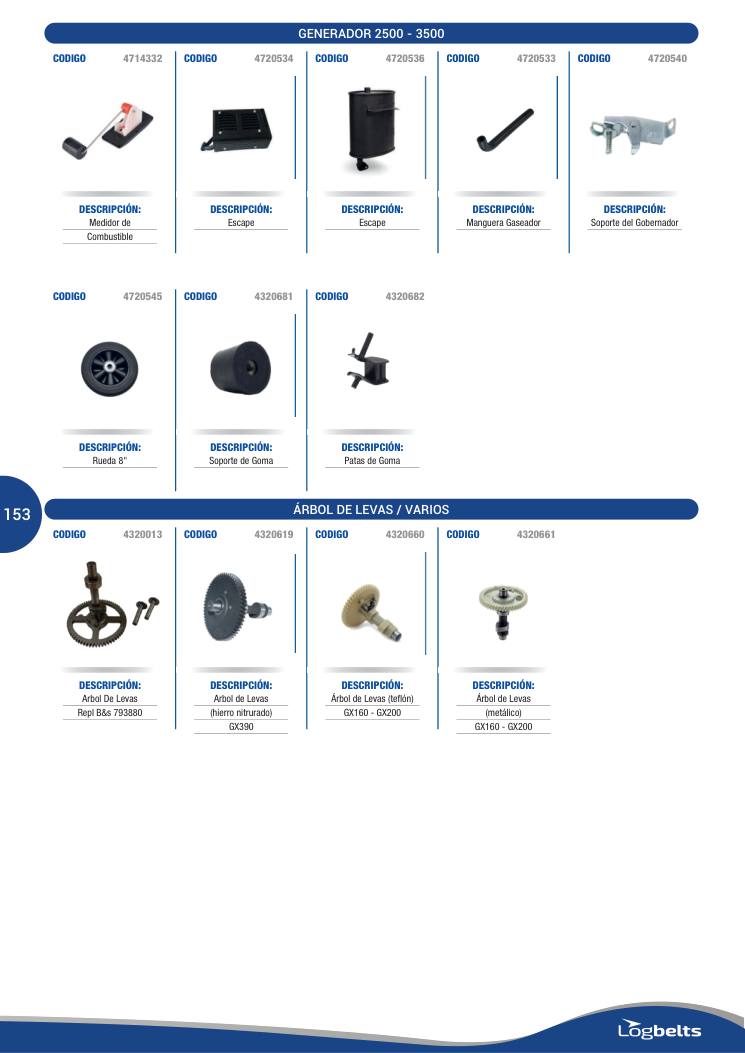 GENERADOR 2500 - 3500
CODIGO 4714332
DESCRIPCIÓN:
Medidor de
Combustible
CODIGO 4720534
DESCRIPCIÓN:
Escape
CODIGO 4720536
DESCRIPCIÓN:
Escape
CODIGO 4720533
DESCRIPCIÓN:
Manguera Gaseador
CODIGO 4720540
DESCRIPCIÓN:
Soporte del Gobernador
CODIGO 4720545
DESCRIPCIÓN:
Rueda 8"
CODIGO 4320681
DESCRIPCIÓN:
Soporte de Goma
CODIGO 4320682
DESCRIPCIÓN:
Patas de Goma
153
ÁRBOL DE LEVAS / VARIOS
CODIGO 4320013
DESCRIPCIÓN:
Arbol De Levas
Repl B&s 793880
CODIGO 4320619
DESCRIPCIÓN:
Arbol de Levas
(hierro nitrurado)
GX390
CODIGO 4320660
DESCRIPCIÓN:
Árbol de Levas (teflón)
GX160 - GX200
CODIGO 4320661
DESCRIPCIÓN:
Árbol de Levas
(metálico)
GX160 - GX200
Logbelts